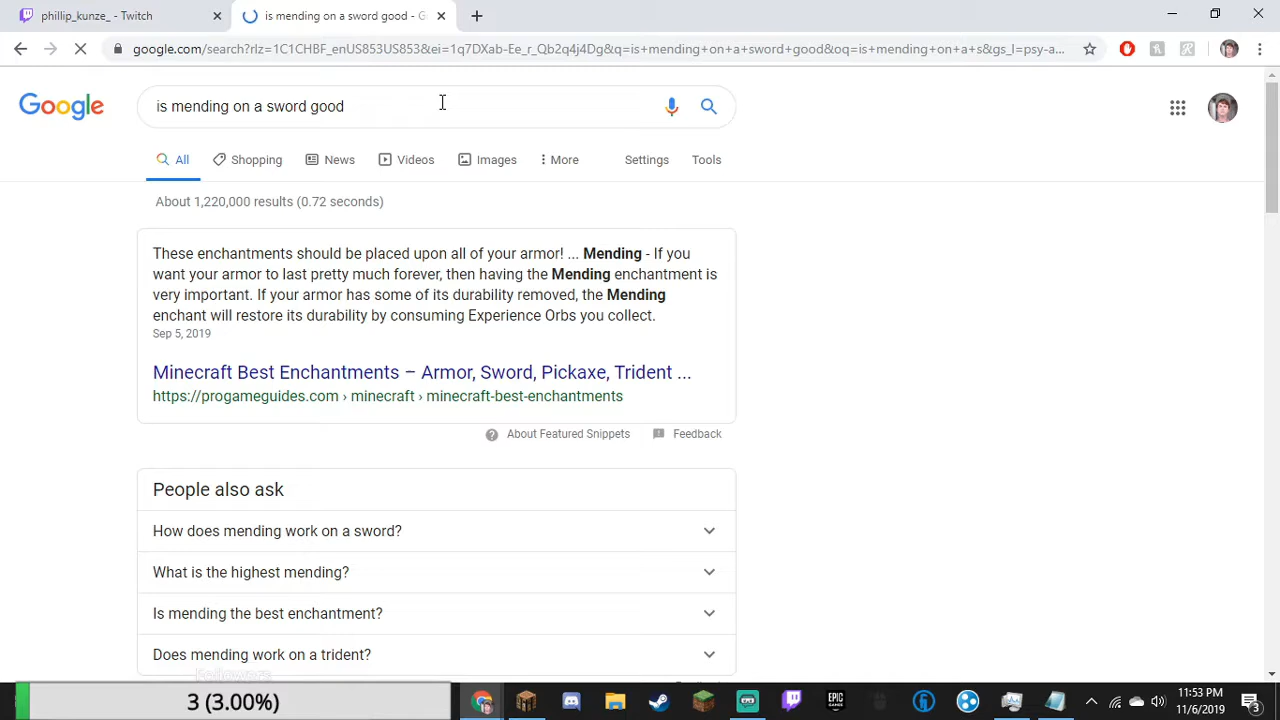 phillip_kunze_ - Twitch
is mending on a sword good - G
google.com/search?rlz=1C1CHBF_enUS853US853&ei=1q7DXab-Ee_r_Qb2q4j4Dg&q=is+mending+on+a+sword+good&oq=is+mending+on+a+s&gs_l=psy-a...
Google
is mending on a sword good
All
Shopping
News
Videos
Images
More
Settings
Tools
About 1,220,000 results (0.72 seconds)
These enchantments should be placed upon all of your armor! ... Mending - If you
want your armor to last pretty much forever, then having the Mending enchantment is
very important. If your armor has some of its durability removed, the Mending
enchant will restore its durability by consuming Experience Orbs you collect.
Sep 5, 2019
Minecraft Best Enchantments – Armor, Sword, Pickaxe, Trident ...
https://progameguides.com › minecraft › minecraft-best-enchantments
About Featured Snippets
Feedback
People also ask
How does mending work on a sword?
What is the highest mending?
Is mending the best enchantment?
Does mending work on a trident?
Followers
3 (3.00%)
EPIC
GAMES
11:53 PM
11/6/2019
3